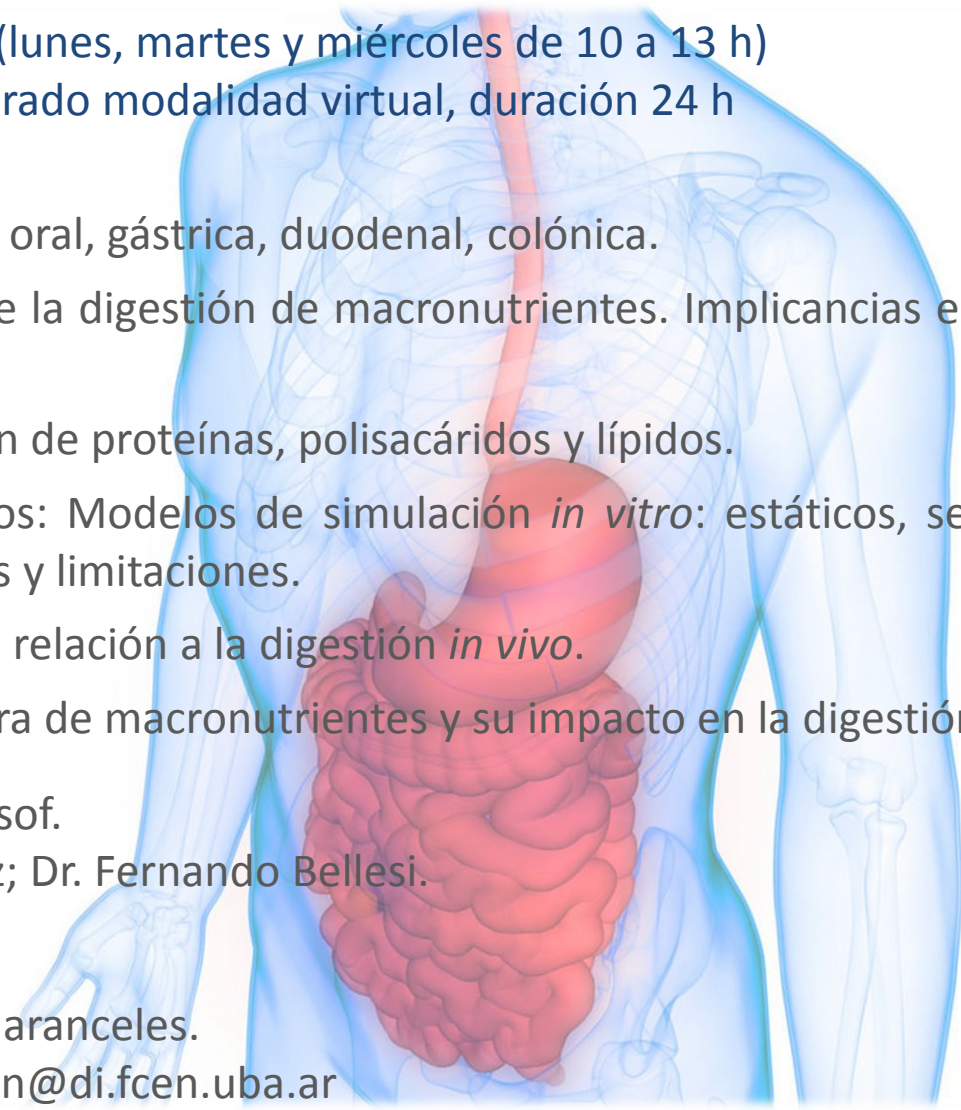 (lunes, martes y miércoles de 10 a 13 h)
rado modalidad virtual, duración 24 h
oral, gástrica, duodenal, colónica.
e la digestión de macronutrientes. Implicancias e
n de proteínas, polisacáridos y lípidos.
os: Modelos de simulación in vitro: estáticos, se
s y limitaciones.
relación a la digestión in vivo.
ra de macronutrientes y su impacto en la digestión
sof.
z; Dr. Fernando Bellesi.
aranceles.
n@di.fcen.uba.ar